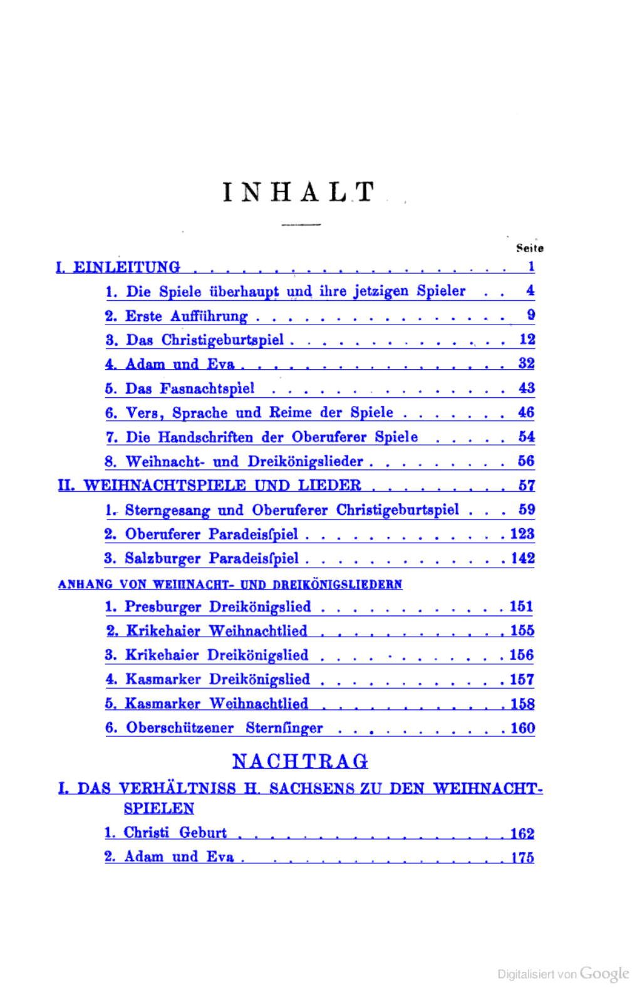 INHALT
Seite
I. EINLEITUNG . . . . . . . . . . . . . . . . . . . . 1
1. Die Spiele überhaupt und ihre jetzigen Spieler . . 4
2. Erste Aufführung . . . . . . . . . . . . . . . . 9
3. Das Christigeburtspiel . . . . . . . . . . . . . . 12
4. Adam und Eva . . . . . . . . . . . . . . . . . 32
5. Das Fasnachtspiel . . . . . . . . . . . . . . . 43
6. Vers, Sprache und Reime der Spiele . . . . . . . 46
7. Die Handschriften der Oberuferer Spiele . . . . . 54
8. Weihnacht- und Dreikönigslieder . . . . . . . . . 56
II. WEIHNACHTSPIELE UND LIEDER . . . . . . . . . 57
1. Sterngesang und Oberuferer Christigeburtspiel . . . 59
2. Oberuferer Paradeisſpiel . . . . . . . . . . . . . 123
3. Salzburger Paradeisſpiel . . . . . . . . . . . . . 142
ANHANG VON WEIHNACHT- UND DREIKÖNIGSLIEDERN
1. Presburger Dreikönigslied . . . . . . . . . . . . 151
2. Krikehaier Weihnachtlied . . . . . . . . . . . . 155
3. Krikehaier Dreikönigslied . . . . . . . . . . . . 156
4. Kasmarker Dreikönigslied . . . . . . . . . . . . 157
5. Kasmarker Weihnachtlied . . . . . . . . . . . . 158
6. Oberschützener Sternſinger . . . . . . . . . . . 160
NACHTRAG
I. DAS VERHÄLTNISS H. SACHSENS ZU DEN WEIHNACHT-
SPIELEN
1. Christi Geburt . . . . . . . . . . . . . . . . . 162
2. Adam und Eva . . . . . . . . . . . . . . . . 175
Digitalisiert von Google